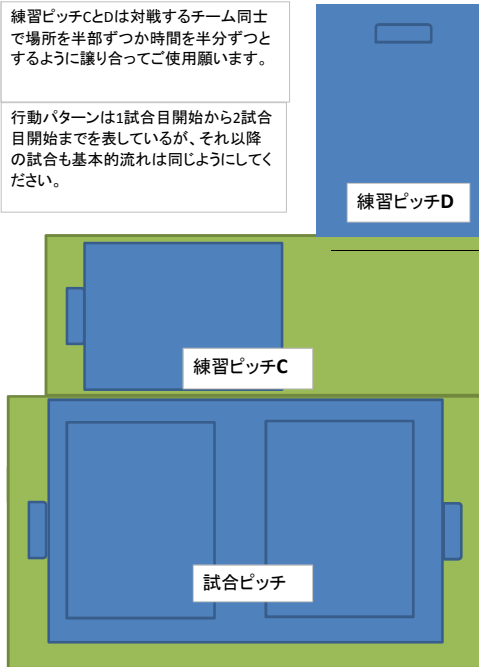 練習ピッチCとDは対戦するチーム同士
で場所を半部ずつか時間を半分ずつと
するように譲り合ってご使用願います。
行動パターンは1試合目開始から2試合
目開始までを表しているが、それ以降
の試合も基本的流れは同じようにしてく
ださい。
練習ピッチD
練習ピッチC
試合ピッチ